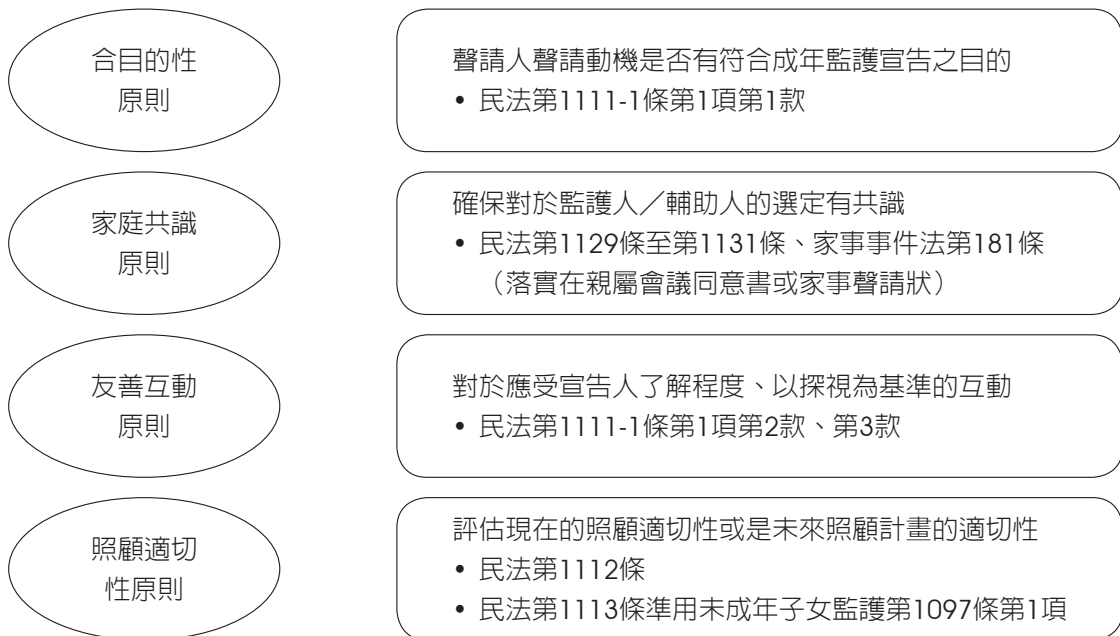 合目的性
原則
聲請人聲請動機是否有符合成年監護宣告之目的
• 民法第1111-1條第1項第1款
家庭共識
原則
確保對於監護人／輔助人的選定有共識
• 民法第1129條至第1131條、家事事件法第181條
（落實在親屬會議同意書或家事聲請狀）
友善互動
原則
對於應受宣告人了解程度、以探視為基準的互動
• 民法第1111-1條第1項第2款、第3款
照顧適切
性原則
評估現在的照顧適切性或是未來照顧計畫的適切性
• 民法第1112條
• 民法第1113條準用未成年子女監護第1097條第1項